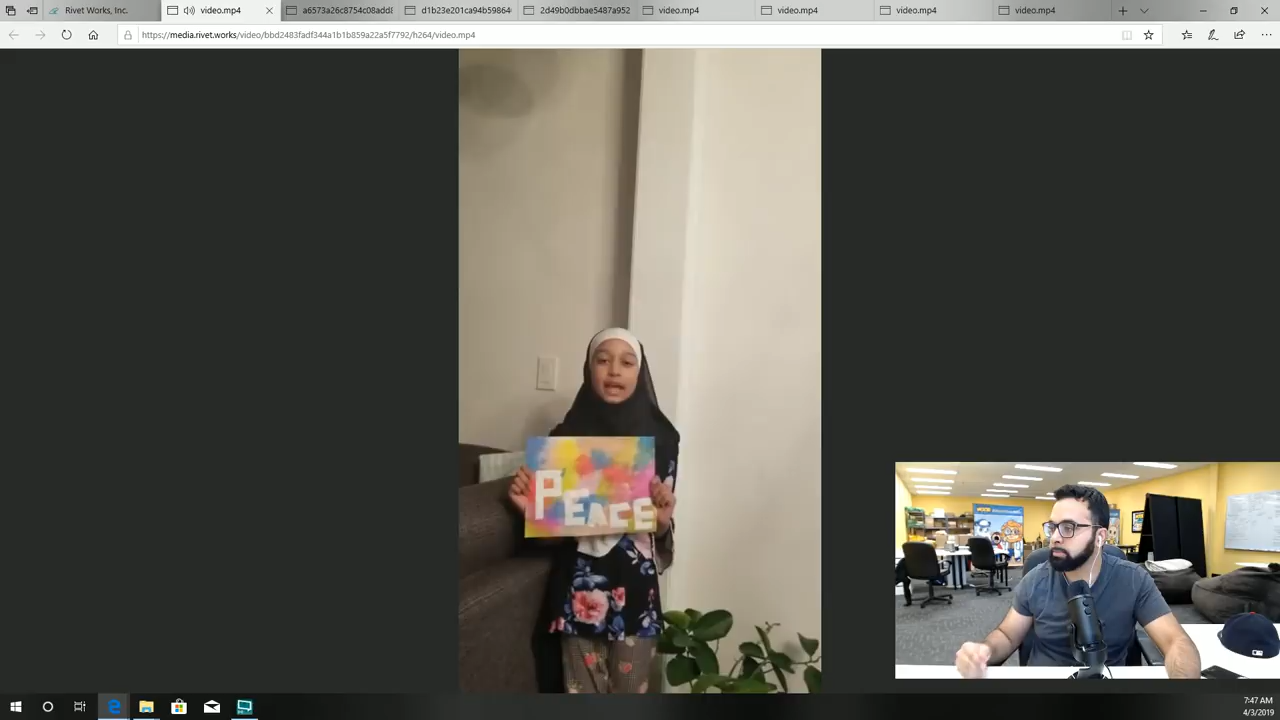 Rivet Works, Inc.
video.mp4
a6573a26c8754c08add8
d1b23e201ca94b59864
2d49b0dbbae5487a952
video.mp4
video.mp4
video.mp4
video.mp4
https://media.rivet.works/video/bbd2483fadf344a1b1b859a22a5f7792/h264/video.mp4
PEACE
7:47 AM
4/3/2019